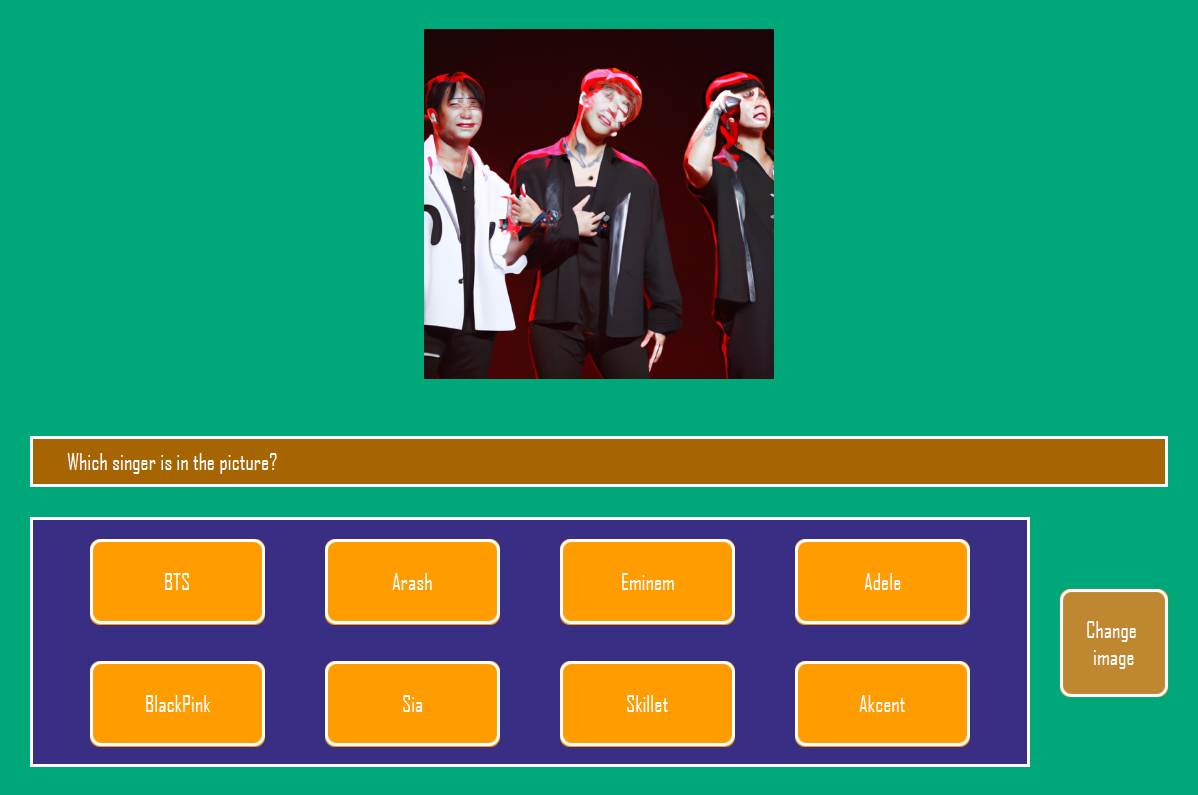 Which singer is in the picture?
BTS
Arash
Eminem
Adele
BlackPink
Sia
Skillet
Akcent
Change
image